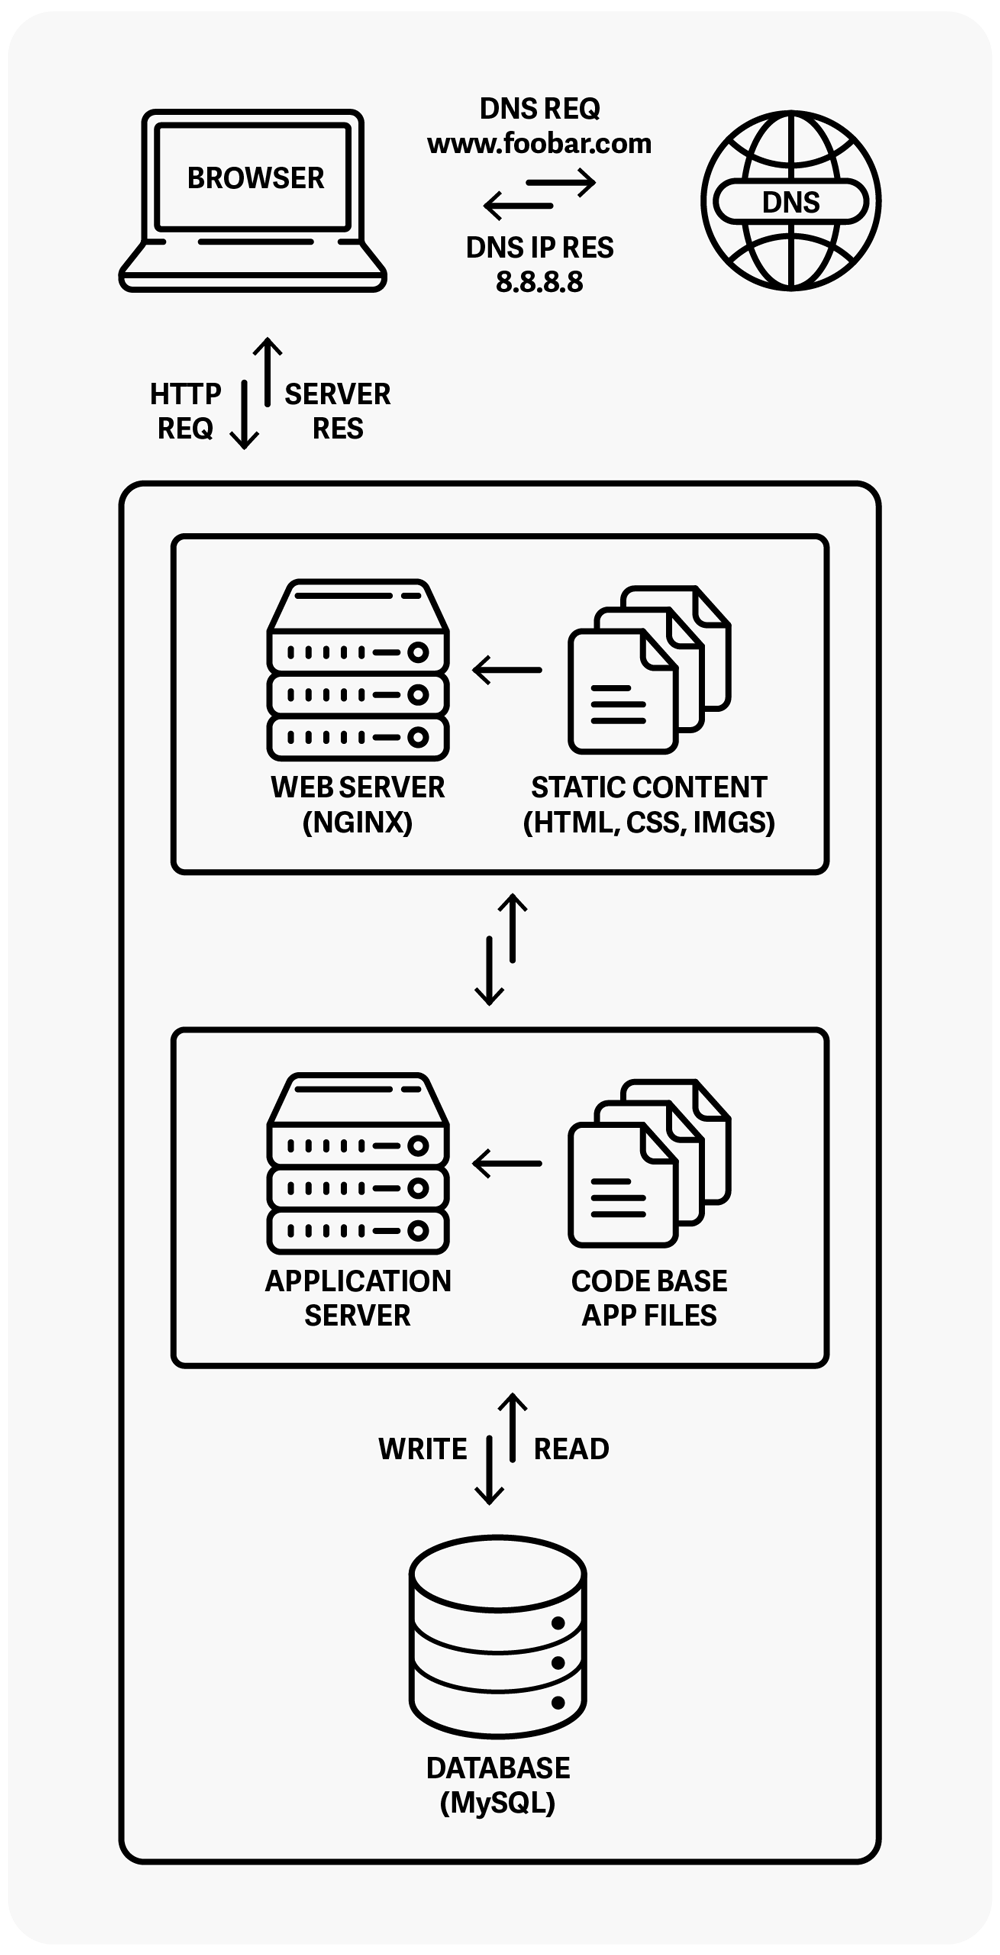 DNS REQ
www.foobar.com
BROWSER
DNS
DNS IP RES
8.8.8.8
HTTP
REQ
SERVER
RES
WEB SERVER
(NGINX)
STATIC CONTENT
(HTML, CSS, IMGS)
APPLICATION
SERVER
CODE BASE
APP FILES
WRITE
READ
DATABASE
(MySQL)